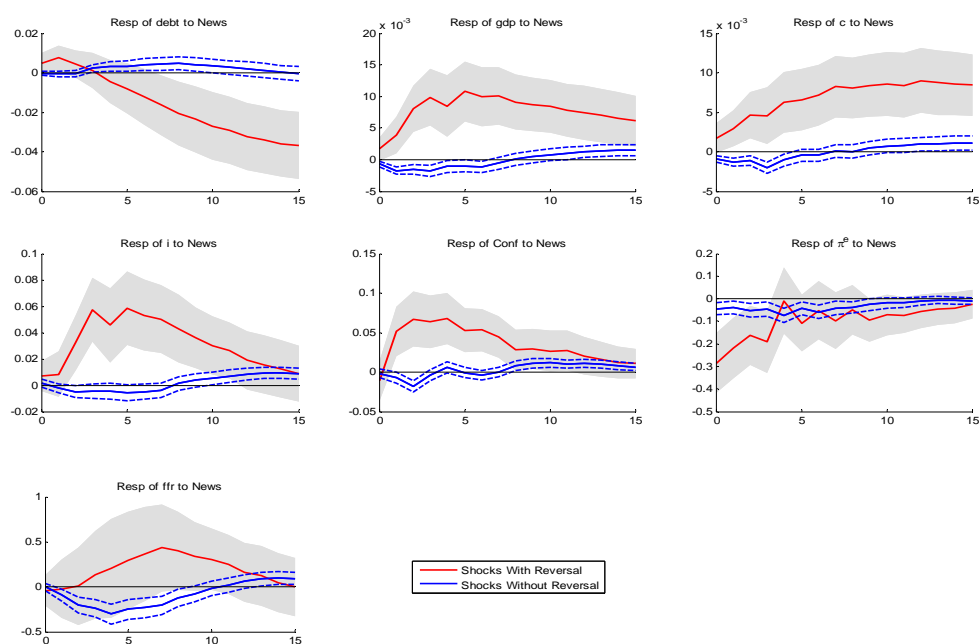 Resp of debt to News
0.02
0
-0.02
-0.04
-0.06
0 5 10 15
Resp of gdp to News
x 10⁻³
20
15
10
5
0
-5
0 5 10 15
Resp of c to News
x 10⁻³
15
10
5
0
-5
0 5 10 15
Resp of i to News
0.1
0.08
0.06
0.04
0.02
0
-0.02
0 5 10 15
Resp of Conf to News
0.15
0.1
0.05
0
-0.05
0 5 10 15
Resp of πᵉ to News
0.2
0.1
0
-0.1
-0.2
-0.3
-0.4
-0.5
0 5 10 15
Resp of ffr to News
1
0.5
0
-0.5
0 5 10 15
Shocks With Reversal
Shocks Without Reversal